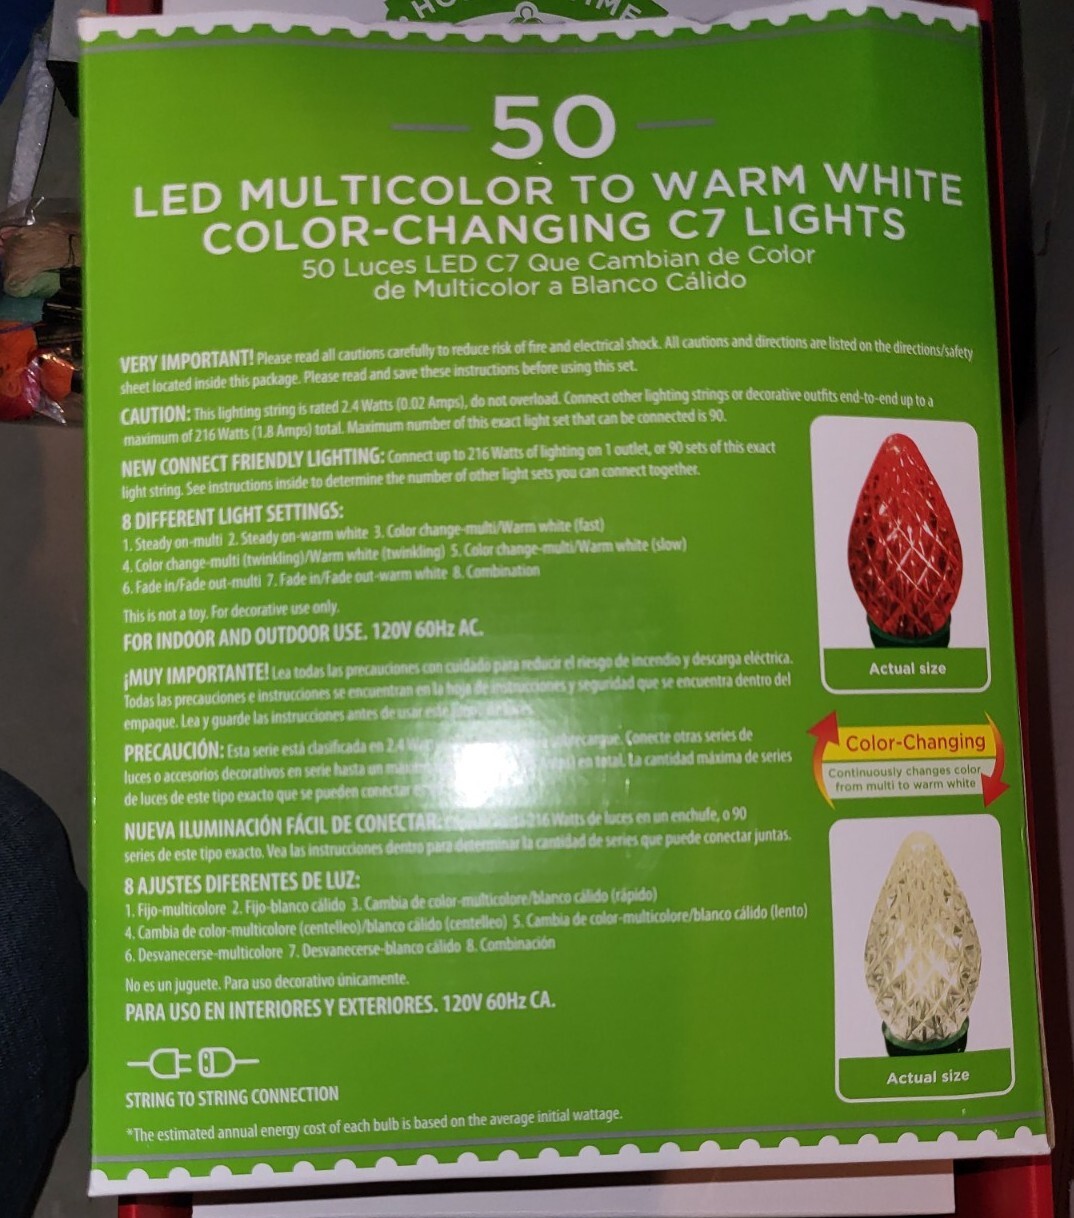 50
LED MULTICOLOR TO WARM WHITE
COLOR-CHANGING C7 LIGHTS
50 Luces LED C7 Que Cambian de Color
de Multicolor a Blanco Cálido
VERY IMPORTANT! Please read all cautions carefully to reduce risk of fire and electrical shock. All cautions and directions are listed on the directions/safety
sheet located inside this package. Please read and save these instructions before using this set.
CAUTION: This lighting string is rated 2.4 Watts (0.02 Amps), do not overload. Connect other lighting strings or decorative outfits end-to-end up to a
maximum of 216 Watts (1.8 Amps) total. Maximum number of this exact light set that can be connected is 90.
NEW CONNECT FRIENDLY LIGHTING: Connect up to 216 Watts of lighting on 1 outlet, or 90 sets of this exact
light string. See instructions inside to determine the number of other light sets you can connect together.
8 DIFFERENT LIGHT SETTINGS:
1. Steady on-multi 2. Steady on-warm white 3. Color change-multi/Warm white (fast)
4. Color change-multi (twinkling)/Warm white (twinkling) 5. Color change-multi/Warm white (slow)
6. Fade in/Fade out-multi 7. Fade in/Fade out-warm white 8. Combination
This is not a toy. For decorative use only.
FOR INDOOR AND OUTDOOR USE. 120V 60Hz AC.
¡MUY IMPORTANTE! Lea todas las precauciones con cuidado para reducir el riesgo de incendio y descarga eléctrica.
Todas las precauciones e instrucciones se encuentran en la hoja de instrucciones y seguridad que se encuentra dentro del
empaque. Lea y guarde las instrucciones antes de usar este
PRECAUCIÓN: Esta serie está clasificada en 2.4 sobrecargue. Conecte otras series de
luces o accesorios decorativos en serie hasta un en total. La cantidad máxima de series
de luces de este tipo exacto que se pueden conectar
NUEVA ILUMINACIÓN FÁCIL DE CONECTAR: 216 Watts de luces en un enchufe, o 90
series de este tipo exacto. Vea las instrucciones dentro para determinar la cantidad de series que puede conectar juntas.
8 AJUSTES DIFERENTES DE LUZ:
1. Fijo-multicolore 2. Fijo-blanco cálido 3. Cambia de color-multicolore/blanco cálido (rápido)
4. Cambia de color-multicolore (centelleo)/blanco cálido (centelleo) 5. Cambia de color-multicolore/blanco cálido (lento)
6. Desvanecerse-multicolore 7. Desvanecerse-blanco cálido 8. Combinación
No es un juguete. Para uso decorativo únicamente.
PARA USO EN INTERIORES Y EXTERIORES. 120V 60Hz CA.
STRING TO STRING CONNECTION
*The estimated annual energy cost of each bulb is based on the average initial wattage.
Actual size
Color-Changing
Continuously changes color
from multi to warm white
Actual size